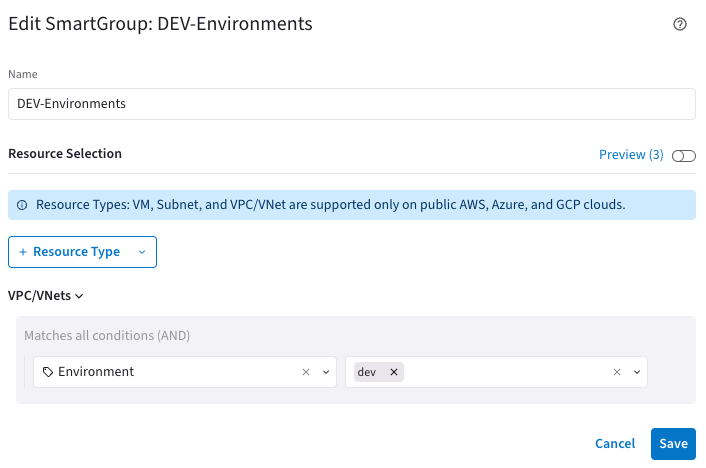 Edit SmartGroup: DEV-Environments
Name
DEV-Environments
Resource Selection
Preview (3)
Resource Types: VM, Subnet, and VPC/VNet are supported only on public AWS, Azure, and GCP clouds.
+ Resource Type
VPC/VNets
Matches all conditions (AND)
Environment
dev
Cancel
Save